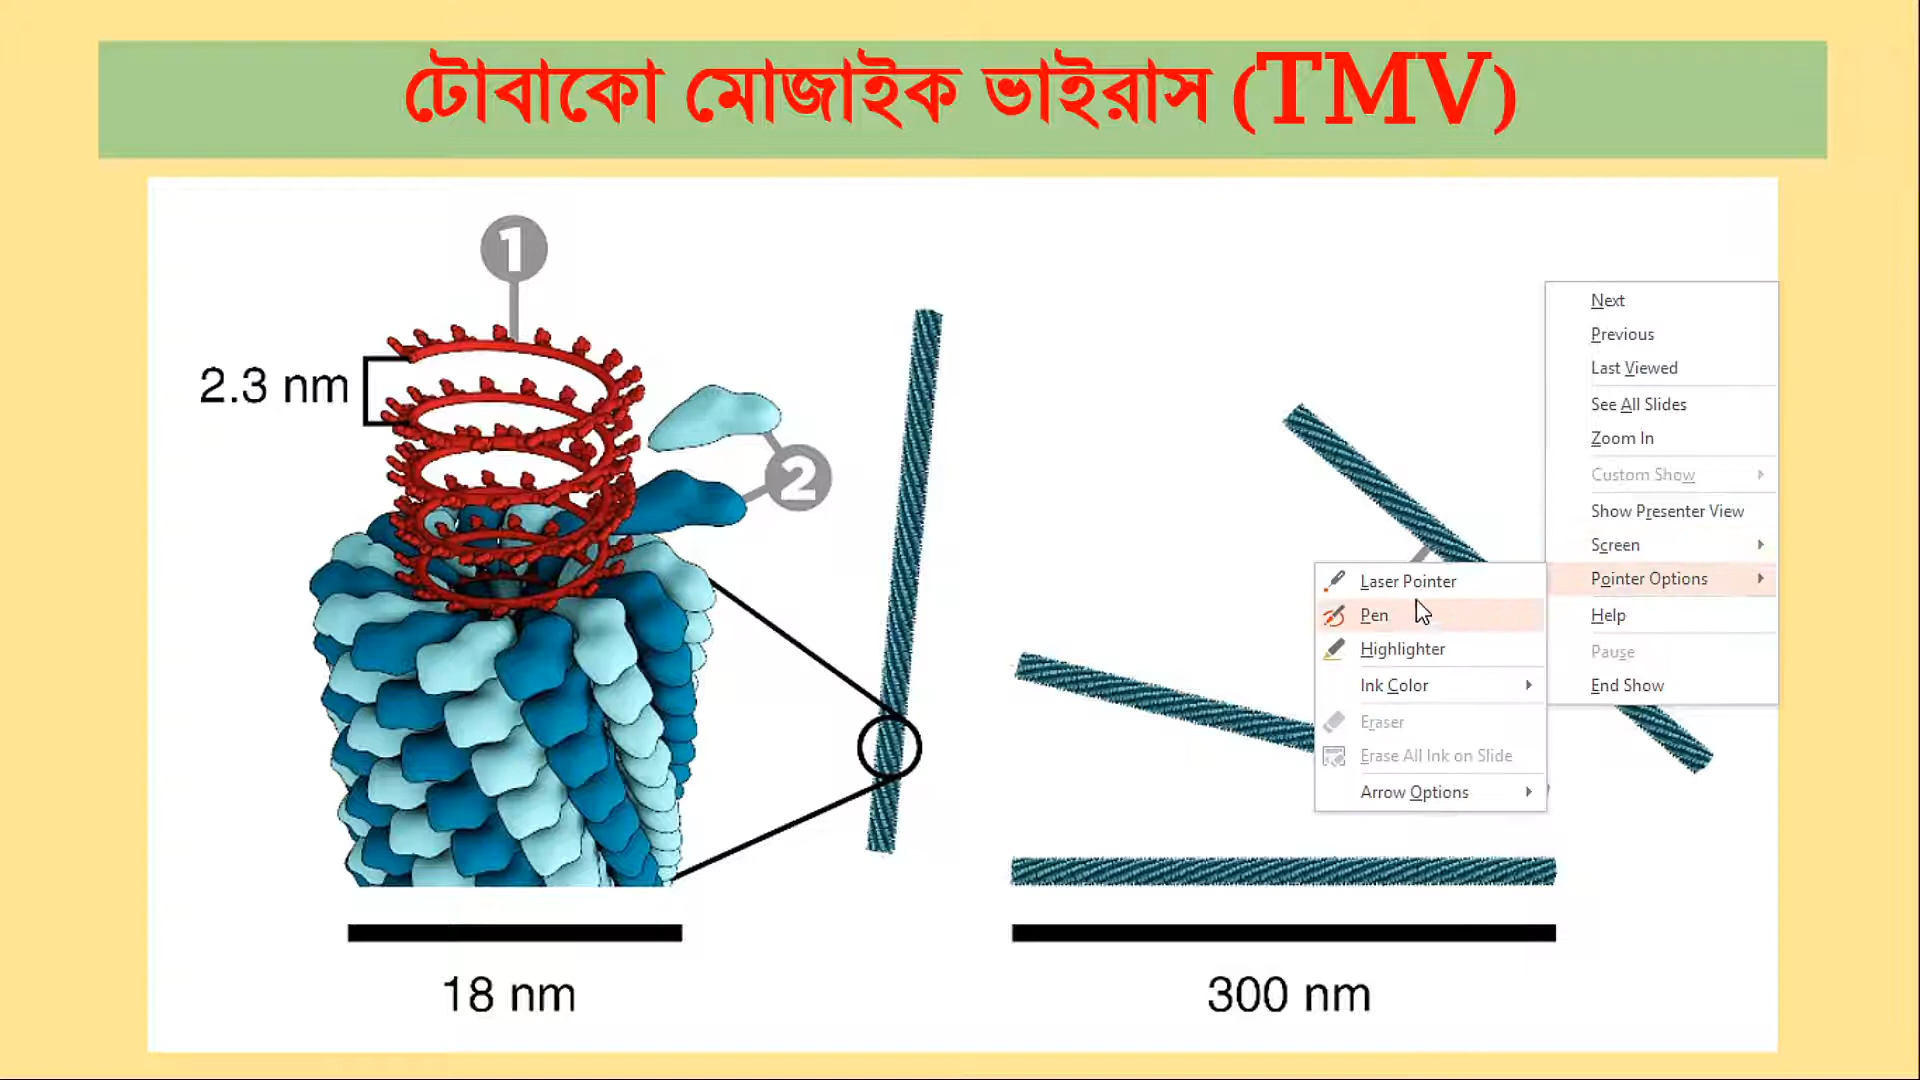 টোবাকো মোজাইক ভাইরাস (TMV)
1
2.3 nm
2
18 nm
300 nm
Next
Previous
Last Viewed
See All Slides
Zoom In
Custom Show
Show Presenter View
Screen
Pointer Options
Help
Pause
End Show
Laser Pointer
Pen
Highlighter
Ink Color
Eraser
Erase All Ink on Slide
Arrow Options